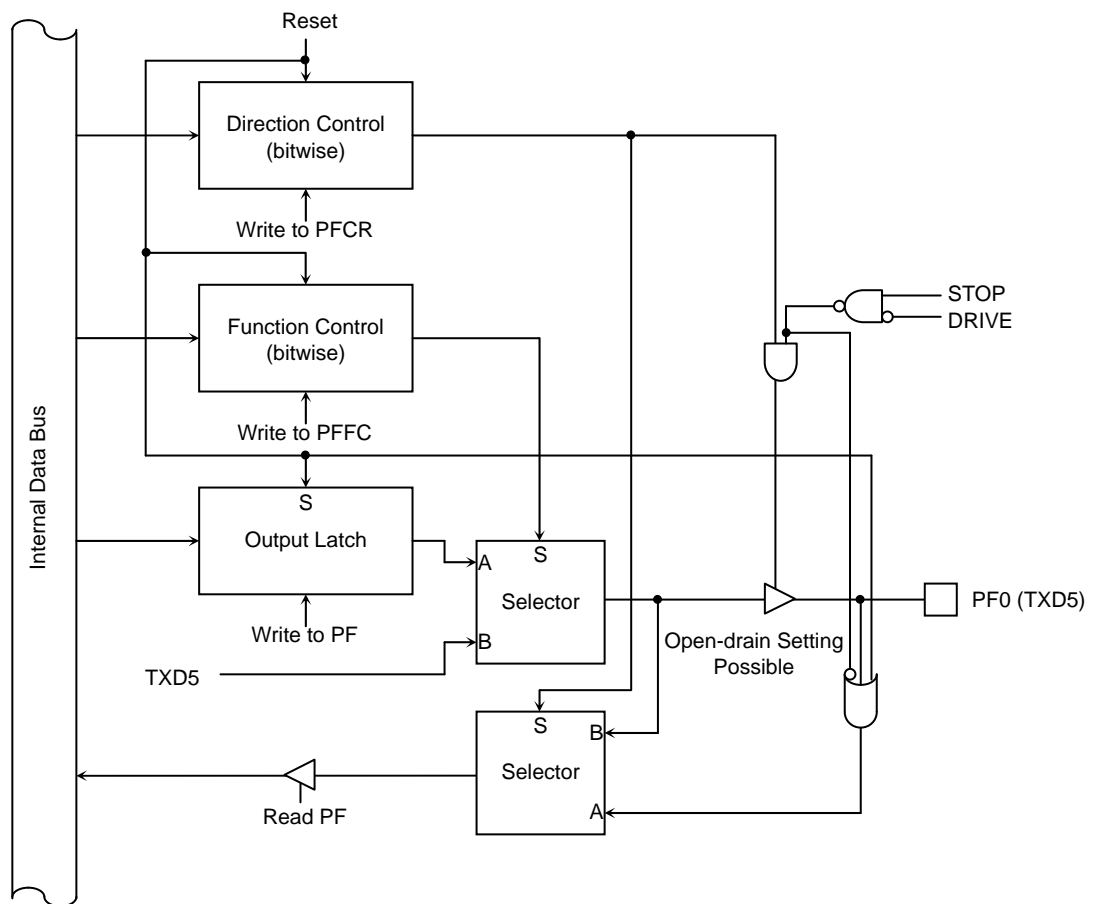 Reset
Direction Control
(bitwise)
Write to PFCR
STOP
DRIVE
Function Control
(bitwise)
Write to PFFC
Internal Data Bus
S
Output Latch
A
S
Selector
B
PF0 (TXD5)
Write to PF
Open-drain Setting
Possible
TXD5
S
B
Selector
A
Read PF